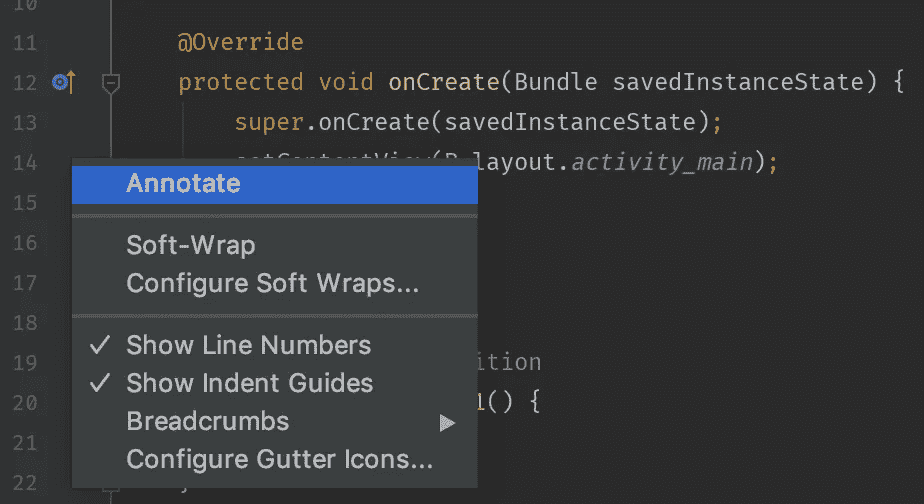 10
11 @Override
12 protected void onCreate(Bundle savedInstanceState) {
13 super.onCreate(savedInstanceState);
14 layout.activity_main);
Annotate
15
16 Soft-Wrap
17 Configure Soft Wraps...
18 Show Line Numbers
19 Show Indent Guides
20 () {
Breadcrumbs
21
Configure Gutter Icons...
22 }